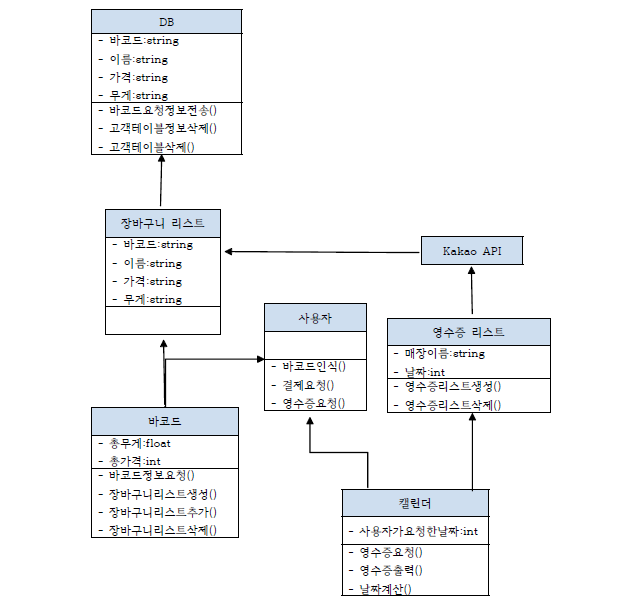 DB
- 바코드:string
- 이름:string
- 가격:string
- 무게:string
- 바코드요청정보전송()
- 고객테이블정보삭제()
- 고객테이블삭제()
장바구니 리스트
- 바코드:string
- 이름:string
- 가격:string
- 무게:string
Kakao API
사용자
- 바코드인식()
- 결제요청()
- 영수증요청()
영수증 리스트
- 매장이름:string
- 날짜:int
- 영수증리스트생성()
- 영수증리스트삭제()
바코드
- 총무게:float
- 총가격:int
- 바코드정보요청()
- 장바구니리스트생성()
- 장바구니리스트추가()
- 장바구니리스트삭제()
캘린더
- 사용자가요청한날짜:int
- 영수증요청()
- 영수증출력()
- 날짜계산()